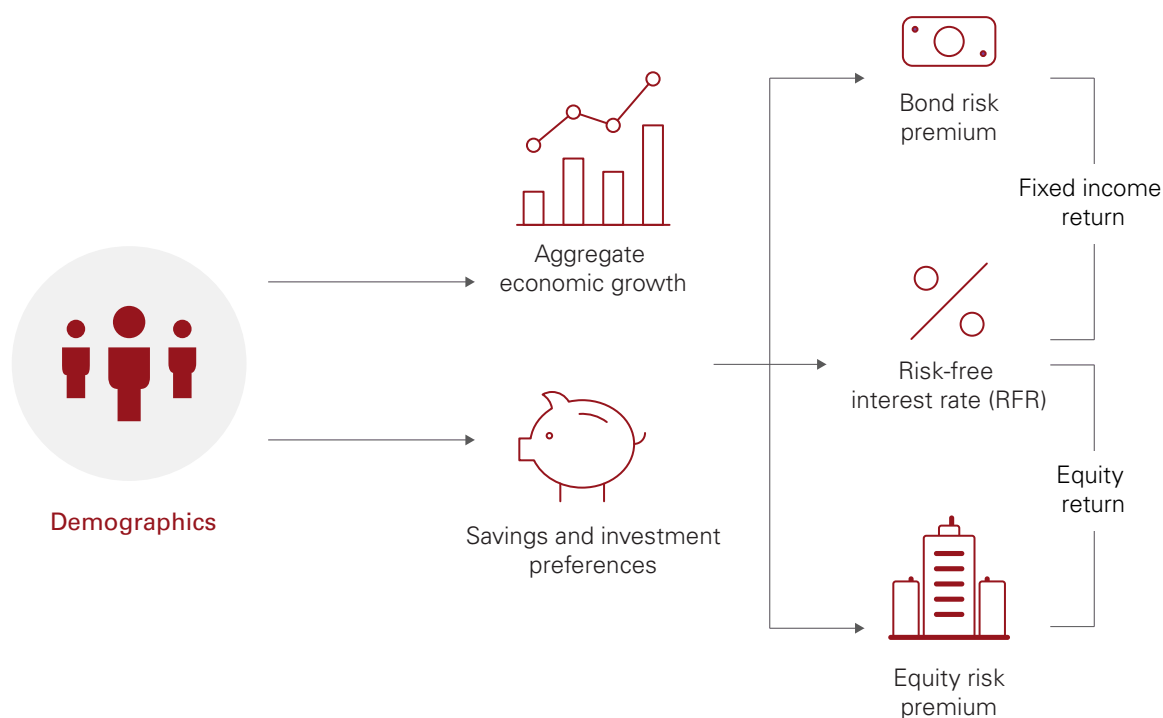 Demographics
Aggregate
economic growth
Savings and investment
preferences
Bond risk
premium
Risk-free
interest rate (RFR)
Equity risk
premium
Fixed income
return
Equity
return